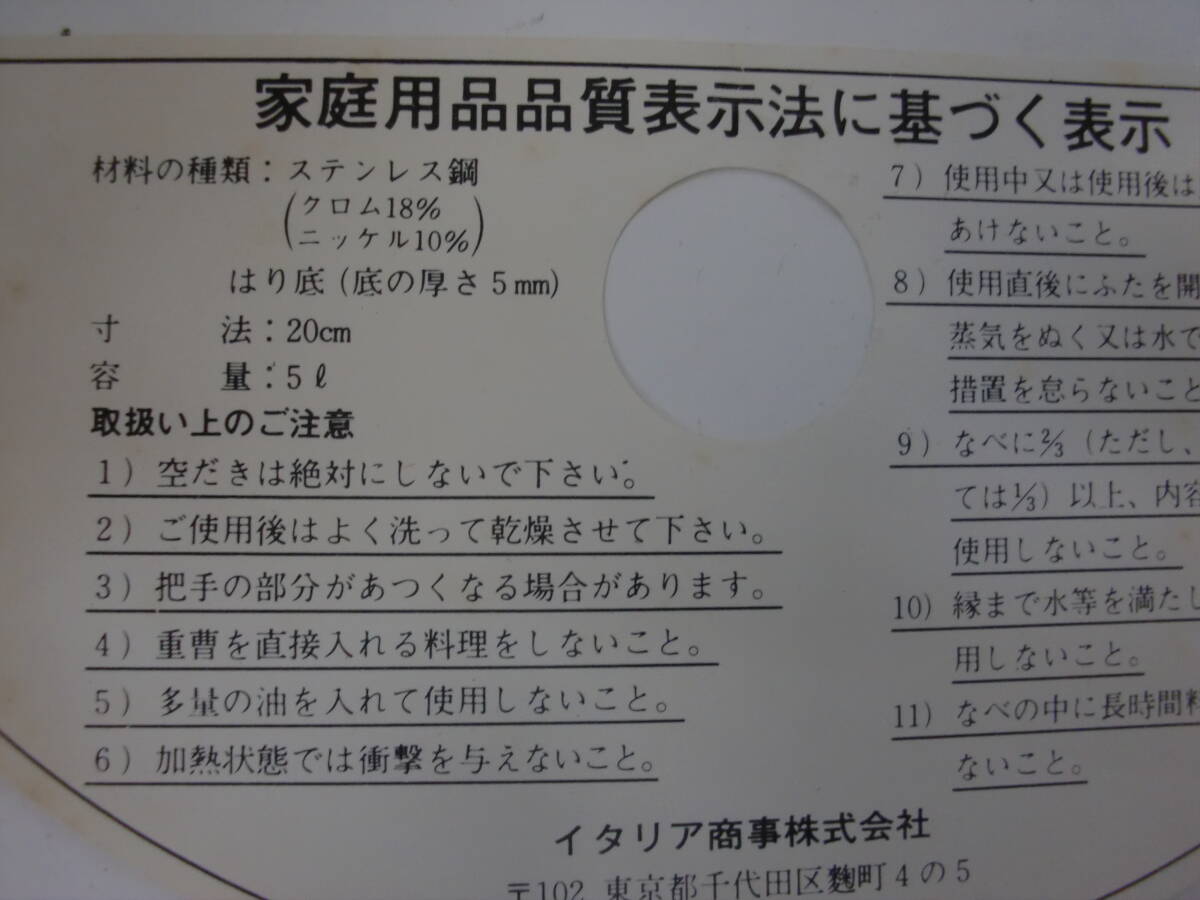 家庭用品品質表示法に基づく表示
材料の種類：ステンレス鋼
(クロム18%
ニッケル10%)
はり底(底の厚さ5mm)
寸　　法：20cm
容　　量：5ℓ
取扱い上のご注意
1) 空だきは絶対にしないで下さい。
2) ご使用後はよく洗って乾燥させて下さい。
3) 把手の部分があつくなる場合があります。
4) 重曹を直接入れる料理をしないこと。
5) 多量の油を入れて使用しないこと。
6) 加熱状態では衝撃を与えないこと。
7) 使用中又は使用後は
あけないこと。
8) 使用直後にふたを開
蒸気をぬく又は水で
措置を怠らないこと
9) なべに⅔ (ただし、
ては⅓) 以上、内容
使用しないこと。
10) 縁まで水等を満たし
用しないこと。
11) なべの中に長時間料
ないこと。
イタリア商事株式会社
〒102 東京都千代田区麴町4の5